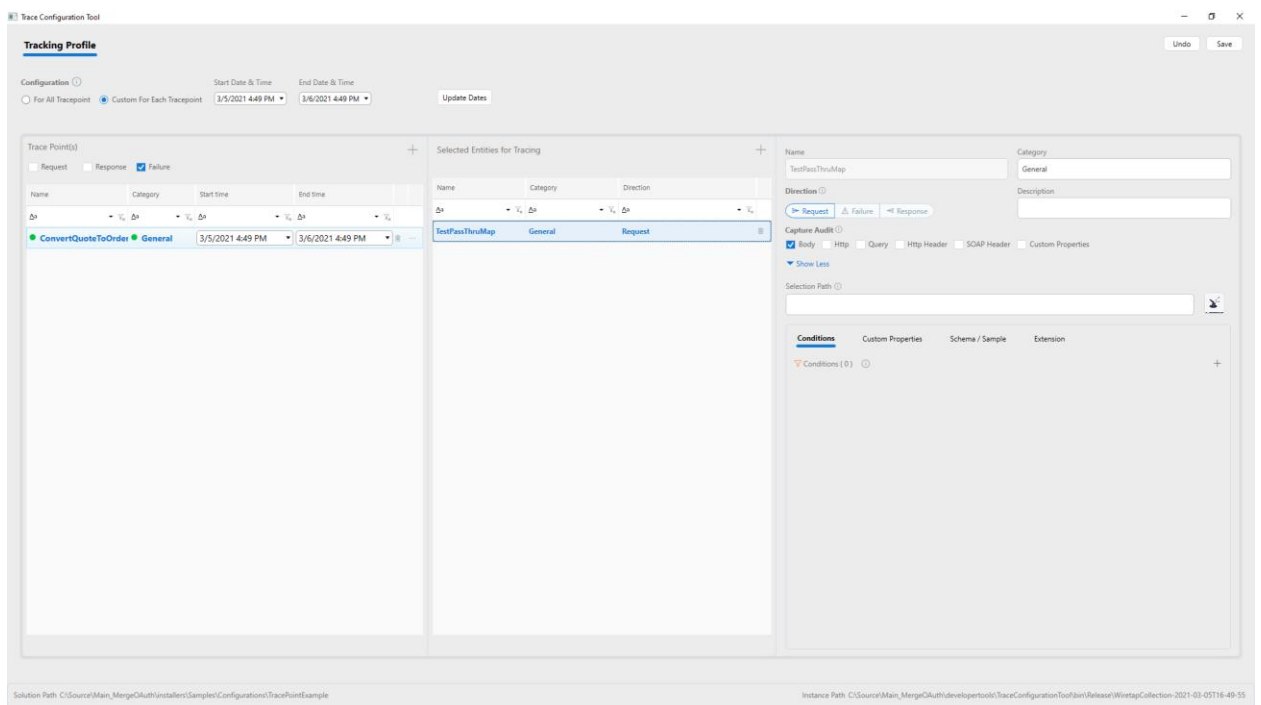 Trace Configuration Tool
Tracking Profile
Undo Save
Configuration
Start Date & Time End Date & Time
For All Tracepoint Custom For Each Tracepoint 3/5/2021 4:49 PM 3/6/2021 4:49 PM Update Dates
Trace Point(s)
Request Response Failure
Name Category Start time End time
ConvertQuoteToOrder General 3/5/2021 4:49 PM 3/6/2021 4:49 PM
Selected Entities for Tracing
Name Category Direction
TestPassThruMap General Request
Name Category
TestPassThruMap General
Direction Description
Request Failure Response
Capture Audit
Body Http Query Http Header SOAP Header Custom Properties
Show Less
Selection Path
Conditions Custom Properties Schema / Sample Extension
Conditions ( 0 )
Solution Path C:\Source\Main_MergeOAuth\installers\Samples\Configurations\TracePointExample
Instance Path C:\Source\Main_MergeOAuth\developertools\TraceConfigurationTool\bin\Release\WiretapCollection-2021-03-05T16-49-55